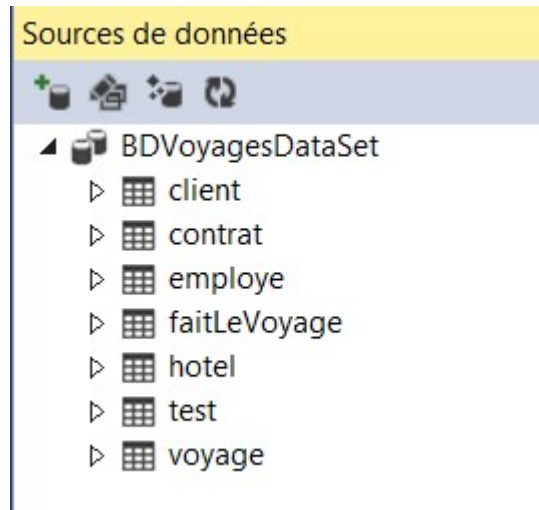 Sources de données
BDVoyagesDataSet
client
contrat
employe
faitLeVoyage
hotel
test
voyage